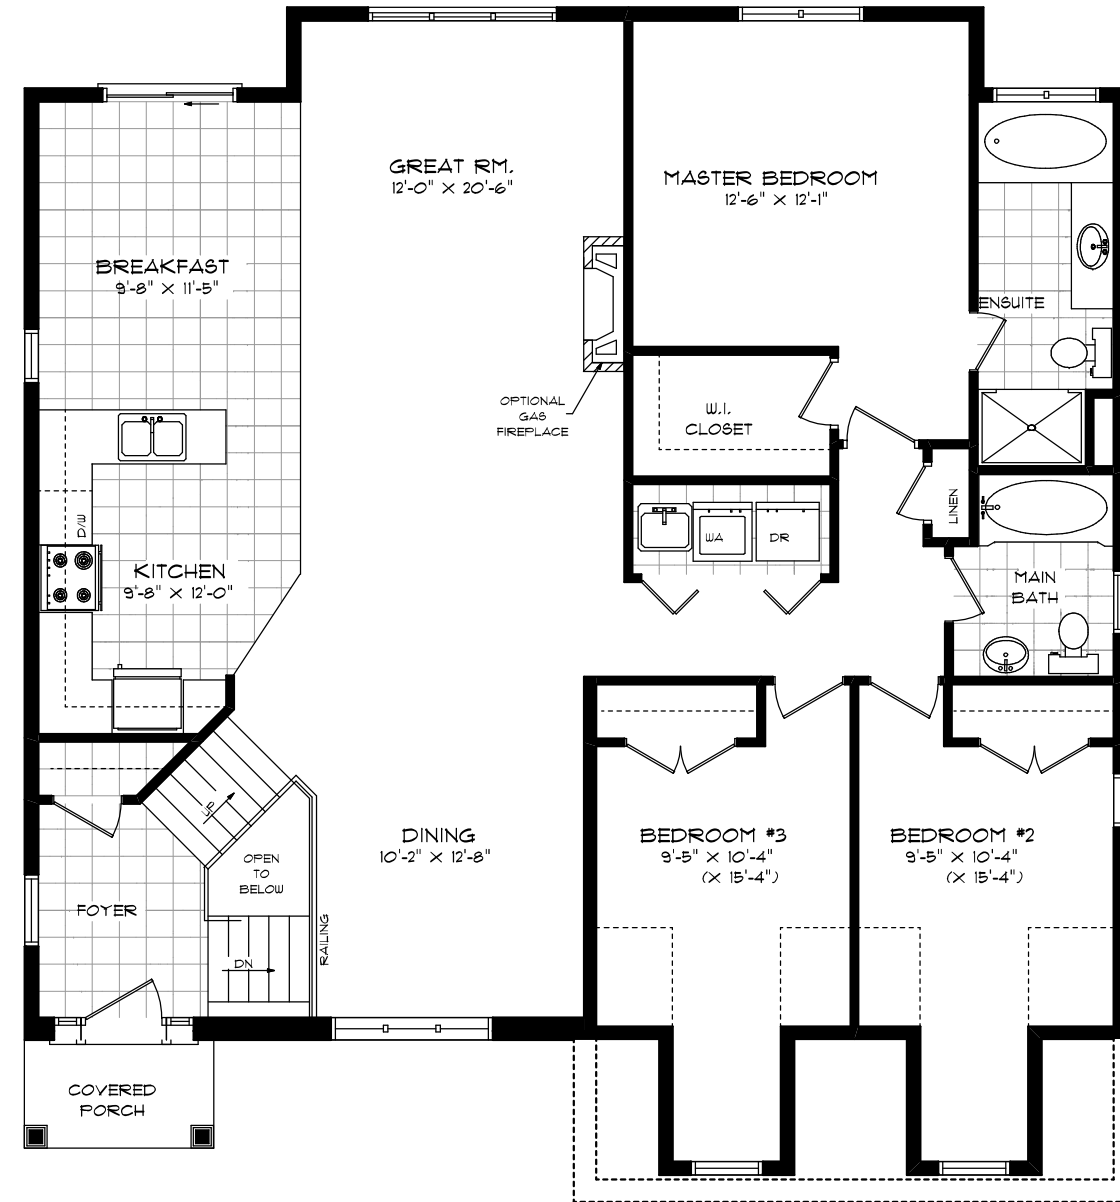 GREAT RM.
12'-0" X 20'-6"
MASTER BEDROOM
12'-6" X 12'-1"
BREAKFAST
9'-8" X 11'-5"
ENSUITE
OPTIONAL
GAS
FIREPLACE
W.I.
CLOSET
LINEN
D/W
WA
DR
KITCHEN
9'-8" X 12'-0"
MAIN
BATH
UP
DINING
10'-2" X 12'-8"
BEDROOM #3
9'-5" X 10'-4"
(X 15'-4")
BEDROOM #2
9'-5" X 10'-4"
(X 15'-4")
OPEN
TO
BELOW
FOYER
RAILING
DN
COVERED
PORCH